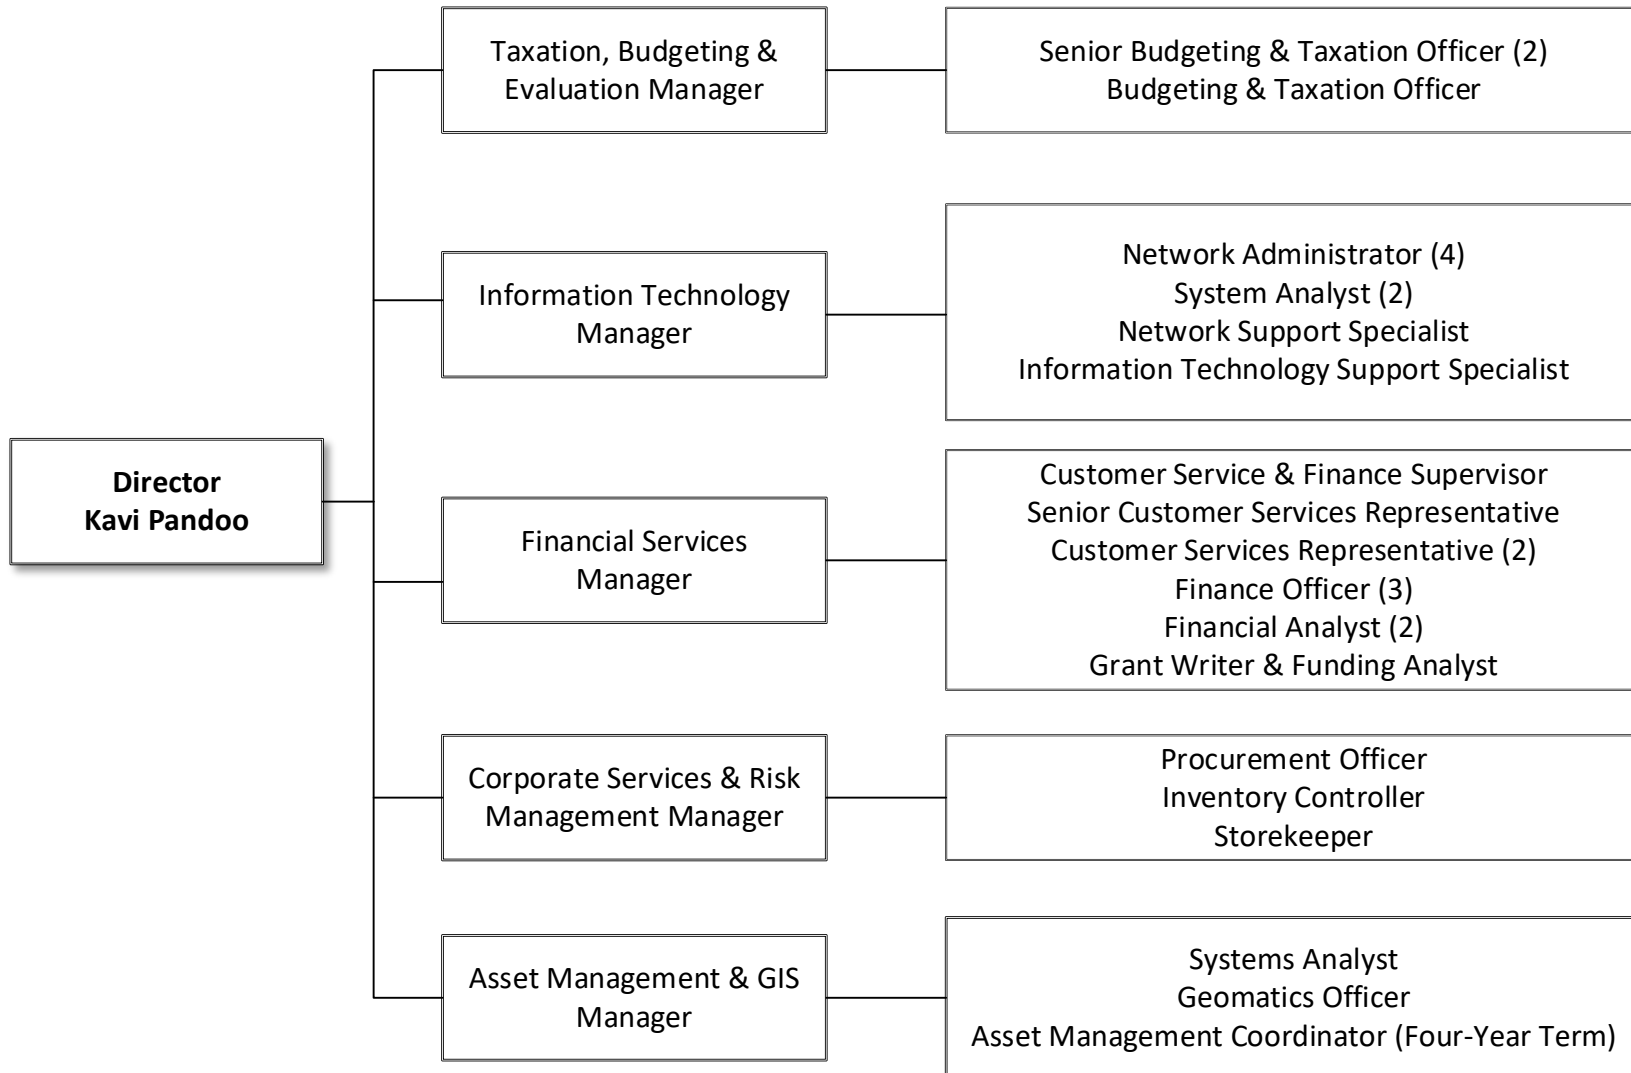 Taxation, Budgeting &
Evaluation Manager
Senior Budgeting & Taxation Officer (2)
Budgeting & Taxation Officer
Information Technology
Manager
Network Administrator (4)
System Analyst (2)
Network Support Specialist
Information Technology Support Specialist
Director
Kavi Pandoo
Financial Services
Manager
Customer Service & Finance Supervisor
Senior Customer Services Representative
Customer Services Representative (2)
Finance Officer (3)
Financial Analyst (2)
Grant Writer & Funding Analyst
Corporate Services & Risk
Management Manager
Procurement Officer
Inventory Controller
Storekeeper
Asset Management & GIS
Manager
Systems Analyst
Geomatics Officer
Asset Management Coordinator (Four-Year Term)